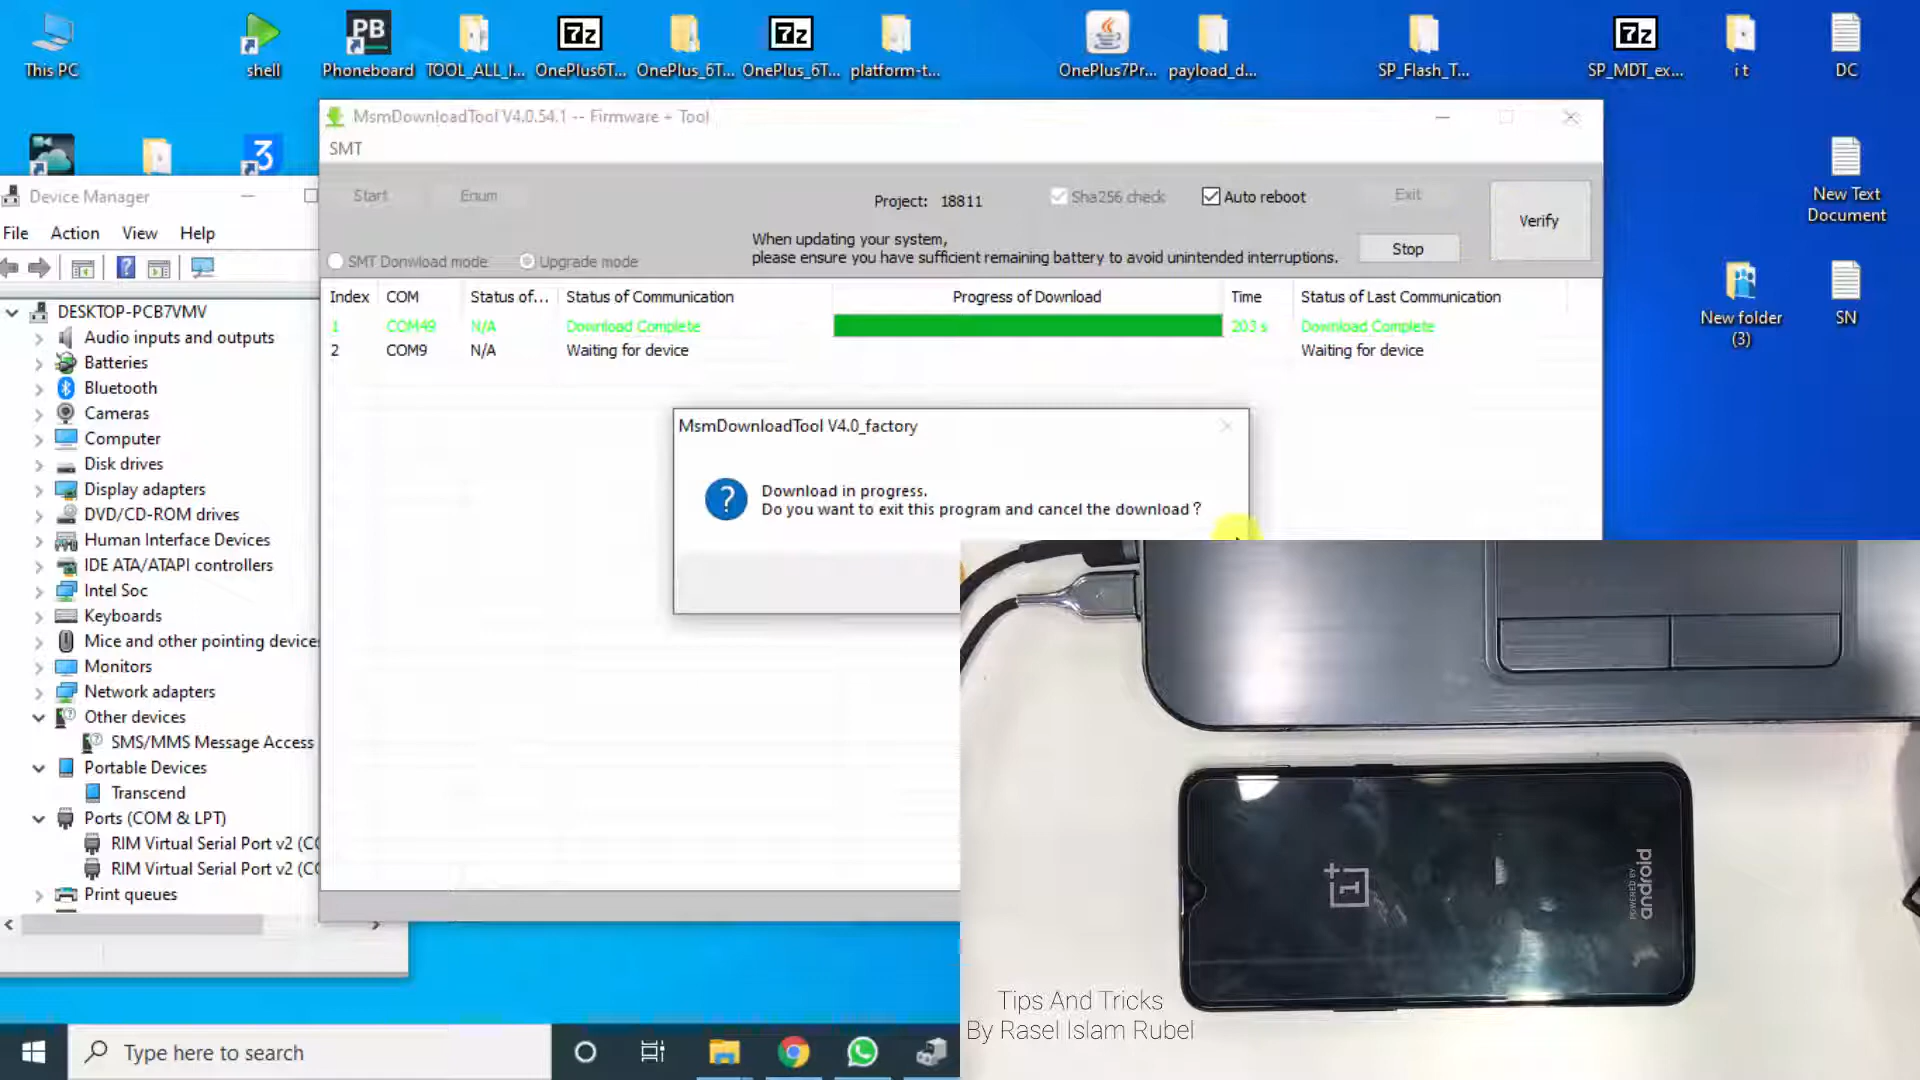 This PC
shell
Phoneboard
TOOL_ALL_I...
OnePlus6T...
OnePlus_6T...
OnePlus_6T...
platform-t...
OnePlus7Pr...
payload_d...
SP_Flash_T...
SP_MDT_ex...
i t
DC
New Text
Document
New folder
(3)
SN
MsmDownloadTool V4.0.54.1 -- Firmware + Tool
SMT
Start
Enum
Project: 18811
Sha256 check
Auto reboot
Exit
Verify
SMT Donwload mode
Upgrade mode
When updating your system,
please ensure you have sufficient remaining battery to avoid unintended interruptions.
Stop
Index COM Status of... Status of Communication Progress of Download Time Status of Last Communication
1 COM49 N/A Download Complete 203 s Download Complete
2 COM9 N/A Waiting for device Waiting for device
MsmDownloadTool V4.0_factory
Download in progress.
Do you want to exit this program and cancel the download ?
Device Manager
File Action View Help
DESKTOP-PCB7VMV
Audio inputs and outputs
Batteries
Bluetooth
Cameras
Computer
Disk drives
Display adapters
DVD/CD-ROM drives
Human Interface Devices
IDE ATA/ATAPI controllers
Intel Soc
Keyboards
Mice and other pointing device
Monitors
Network adapters
Other devices
SMS/MMS Message Access
Portable Devices
Transcend
Ports (COM & LPT)
RIM Virtual Serial Port v2 (CO
RIM Virtual Serial Port v2 (CO
Print queues
POWERED BY
android
Tips And Tricks
By Rasel Islam Rubel
Type here to search